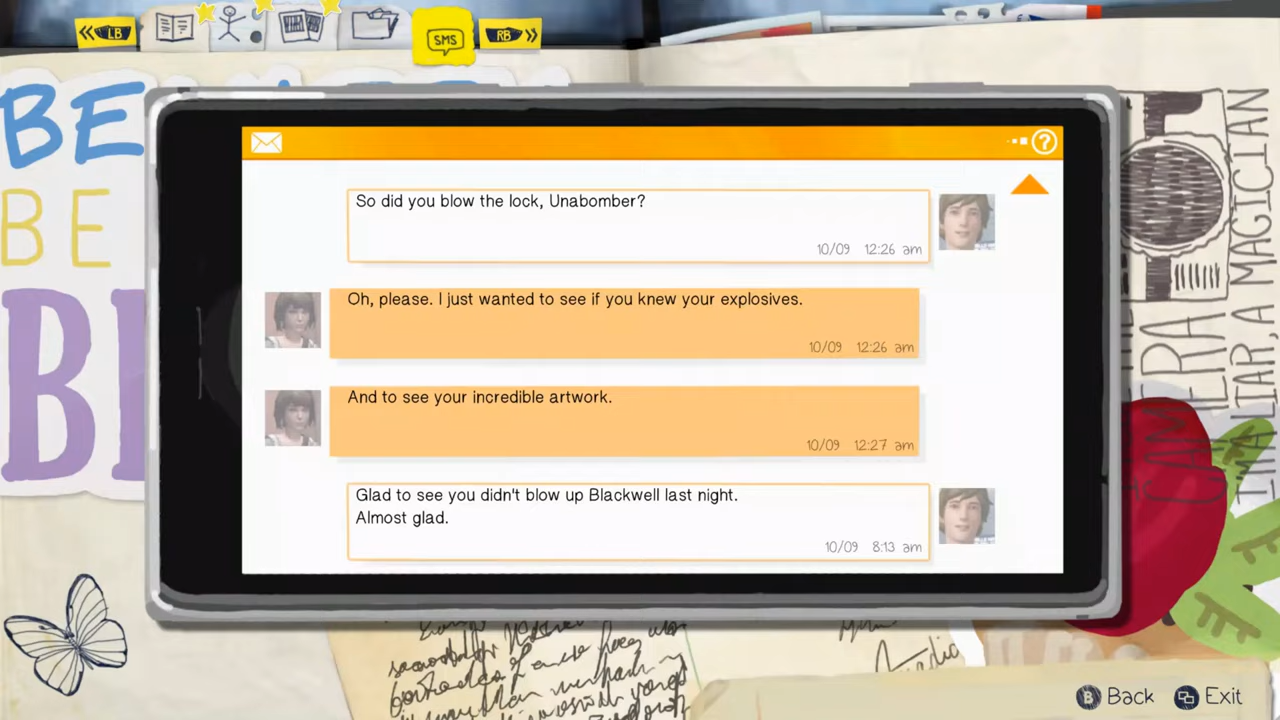 LB
SMS
RB
BE
BE
So did you blow the lock, Unabomber?
10/09 12:26 am
Oh, please. I just wanted to see if you knew your explosives.
10/09 12:26 am
And to see your incredible artwork.
10/09 12:27 am
Glad to see you didn't blow up Blackwell last night.
Almost glad.
10/09 8:13 am
CAMERA
LIAR, A MAGICIAN
Back
Exit